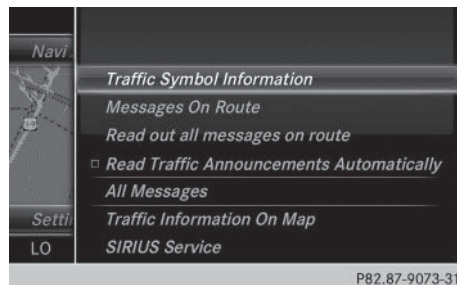 Navi
Traffic Symbol Information
Messages On Route
Read out all messages on route
Read Traffic Announcements Automatically
All Messages
Setti
Traffic Information On Map
LO
SIRIUS Service
P82.87-9073-31